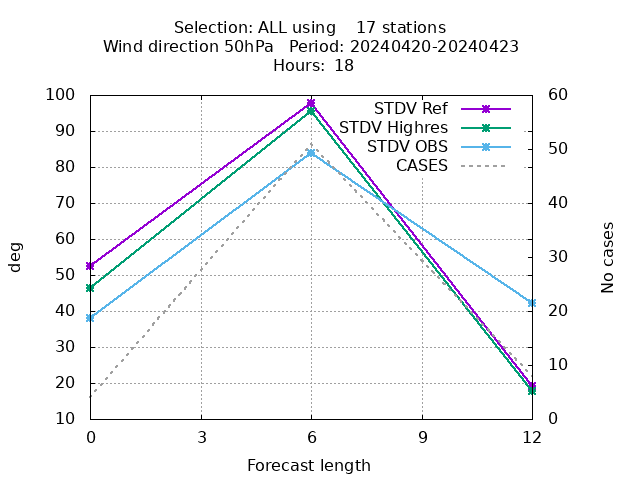 Selection: ALL using    17 stations
Wind direction 50hPa   Period: 20240420-20240423
Hours:  18
STDV Ref
STDV Highres
STDV OBS
CASES
deg
100
90
80
70
60
50
40
30
20
10
60
50
40
30
20
10
0
No cases
0 3 6 9 12
Forecast length